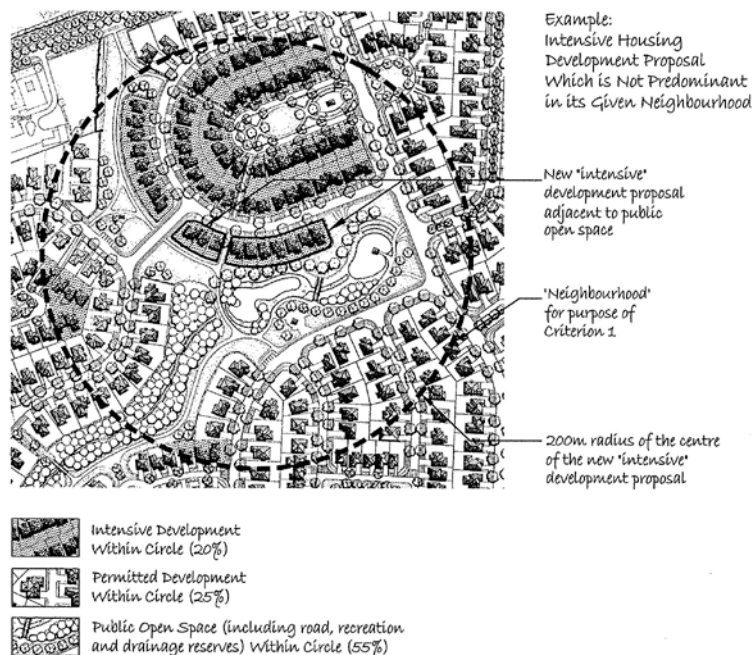 Example:
Intensive Housing
Development Proposal
Which is Not Predominant
in its Given Neighbourhood
New "intensive"
development proposal
adjacent to public
open space
"Neighbourhood"
for purpose of
Criterion 1
200m radius of the centre
of the new "intensive"
development proposal
Intensive Development
Within Circle (20%)
Permitted Development
Within Circle (25%)
Public Open Space (including road, recreation
and drainage reserves) Within Circle (55%)